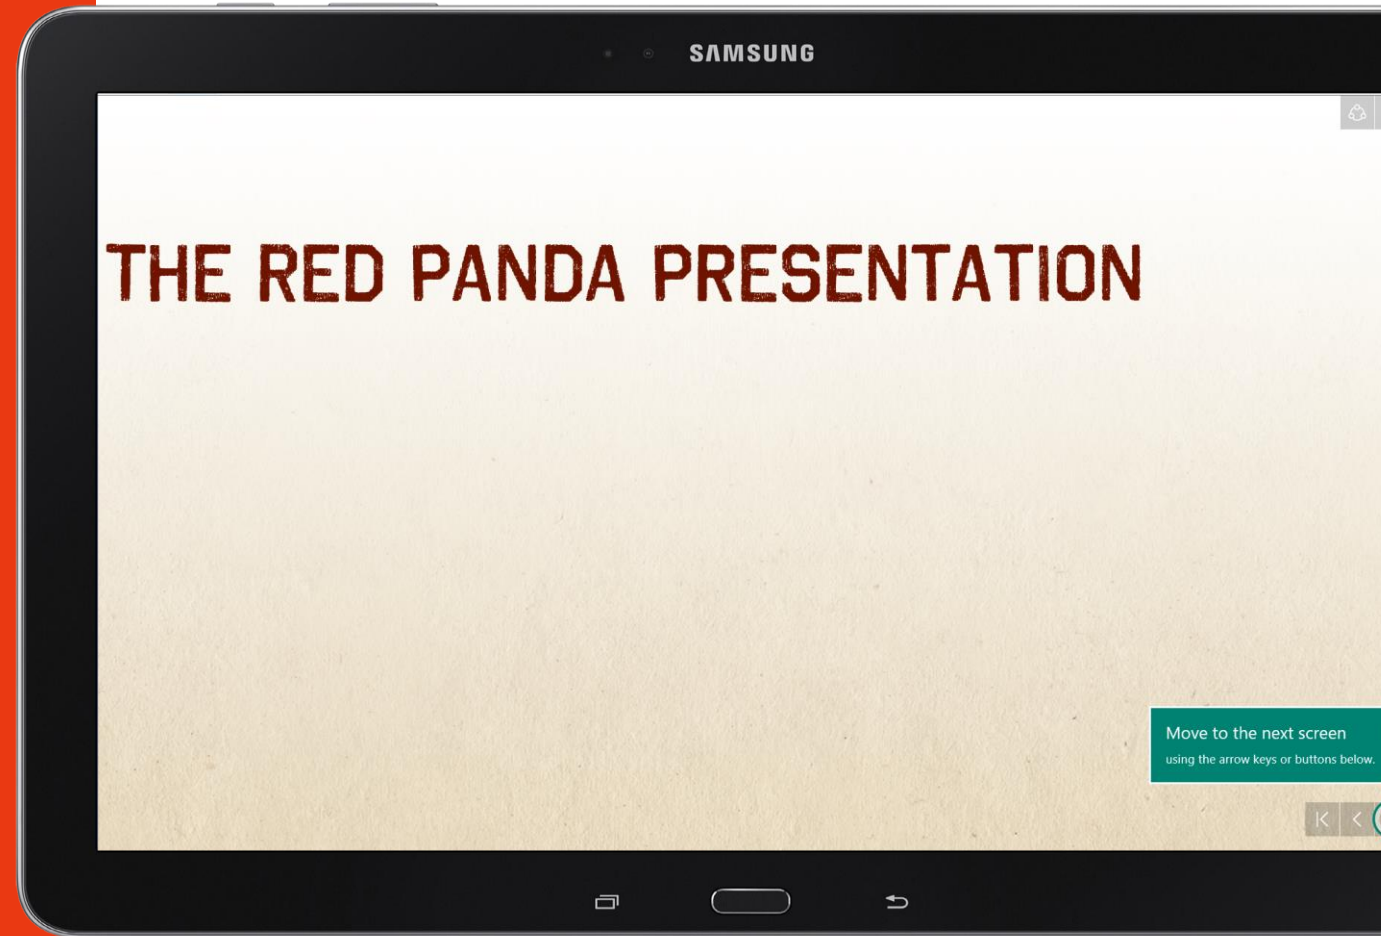 SAMSUNG
THE RED PANDA PRESENTATION
Move to the next screen
using the arrow keys or buttons below.